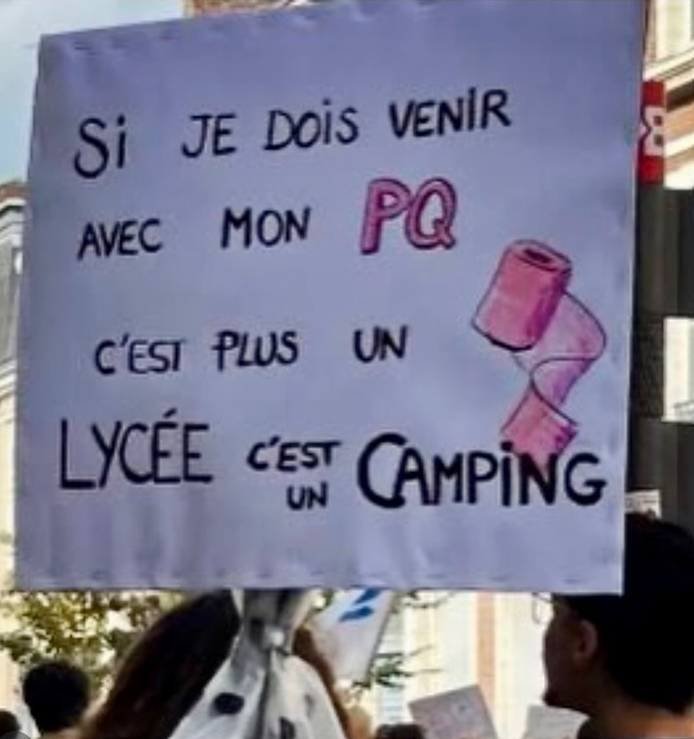 Si JE DOiS VENiR
AVEC MON PQ
C'EST PLUS UN
LYCÉE C'EST UN CAMPiNG